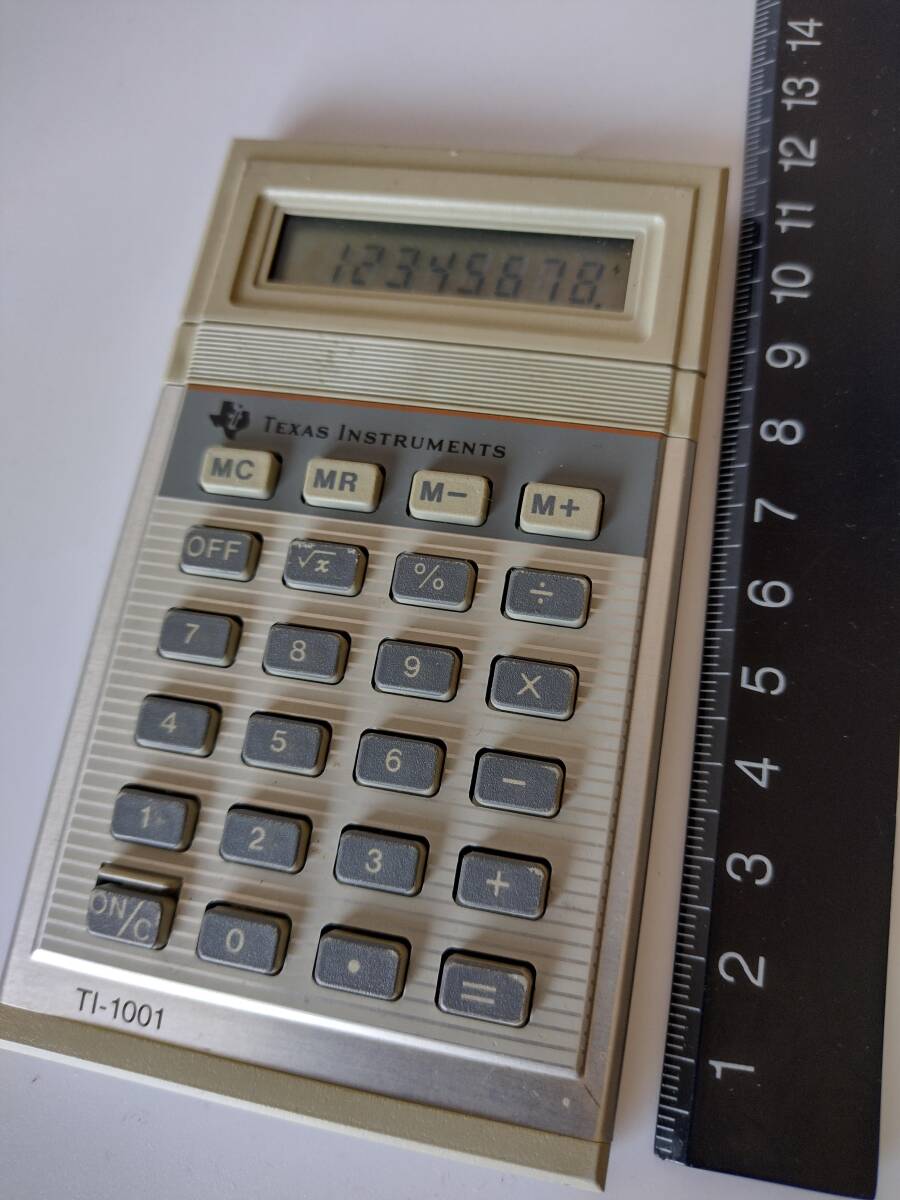 12345678.
TEXAS INSTRUMENTS
MC MR M− M+
OFF √x % ÷
7 8 9 X
4 5 6 −
1 2 3 +
ON/C 0 . =
TI-1001
14
13
12
11
10
9
8
7
6
5
4
3
2
1